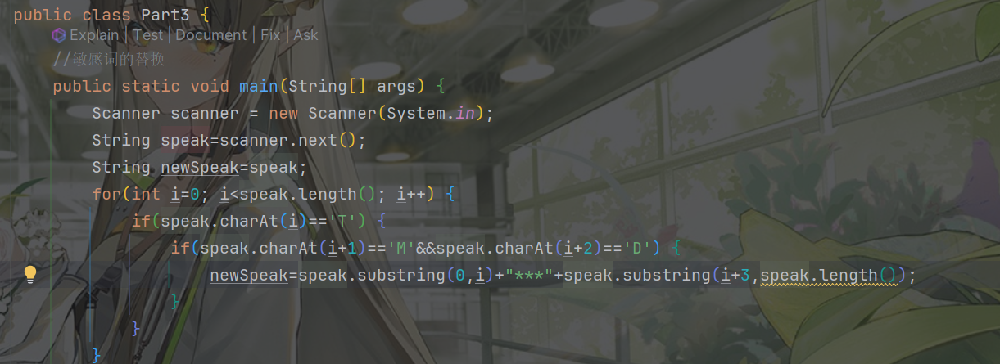 public class Part3 {
Explain | Test | Document | Fix | Ask
//敏感词的替换
public static void main(String[] args) {
Scanner scanner = new Scanner(System.in);
String speak=scanner.next();
String newSpeak=speak;
for(int i=0; i<speak.length(); i++) {
if(speak.charAt(i)=='T') {
if(speak.charAt(i+1)=='M'&&speak.charAt(i+2)=='D') {
newSpeak=speak.substring(0,i)+"***"+speak.substring(i+3,speak.length());
}
}
}